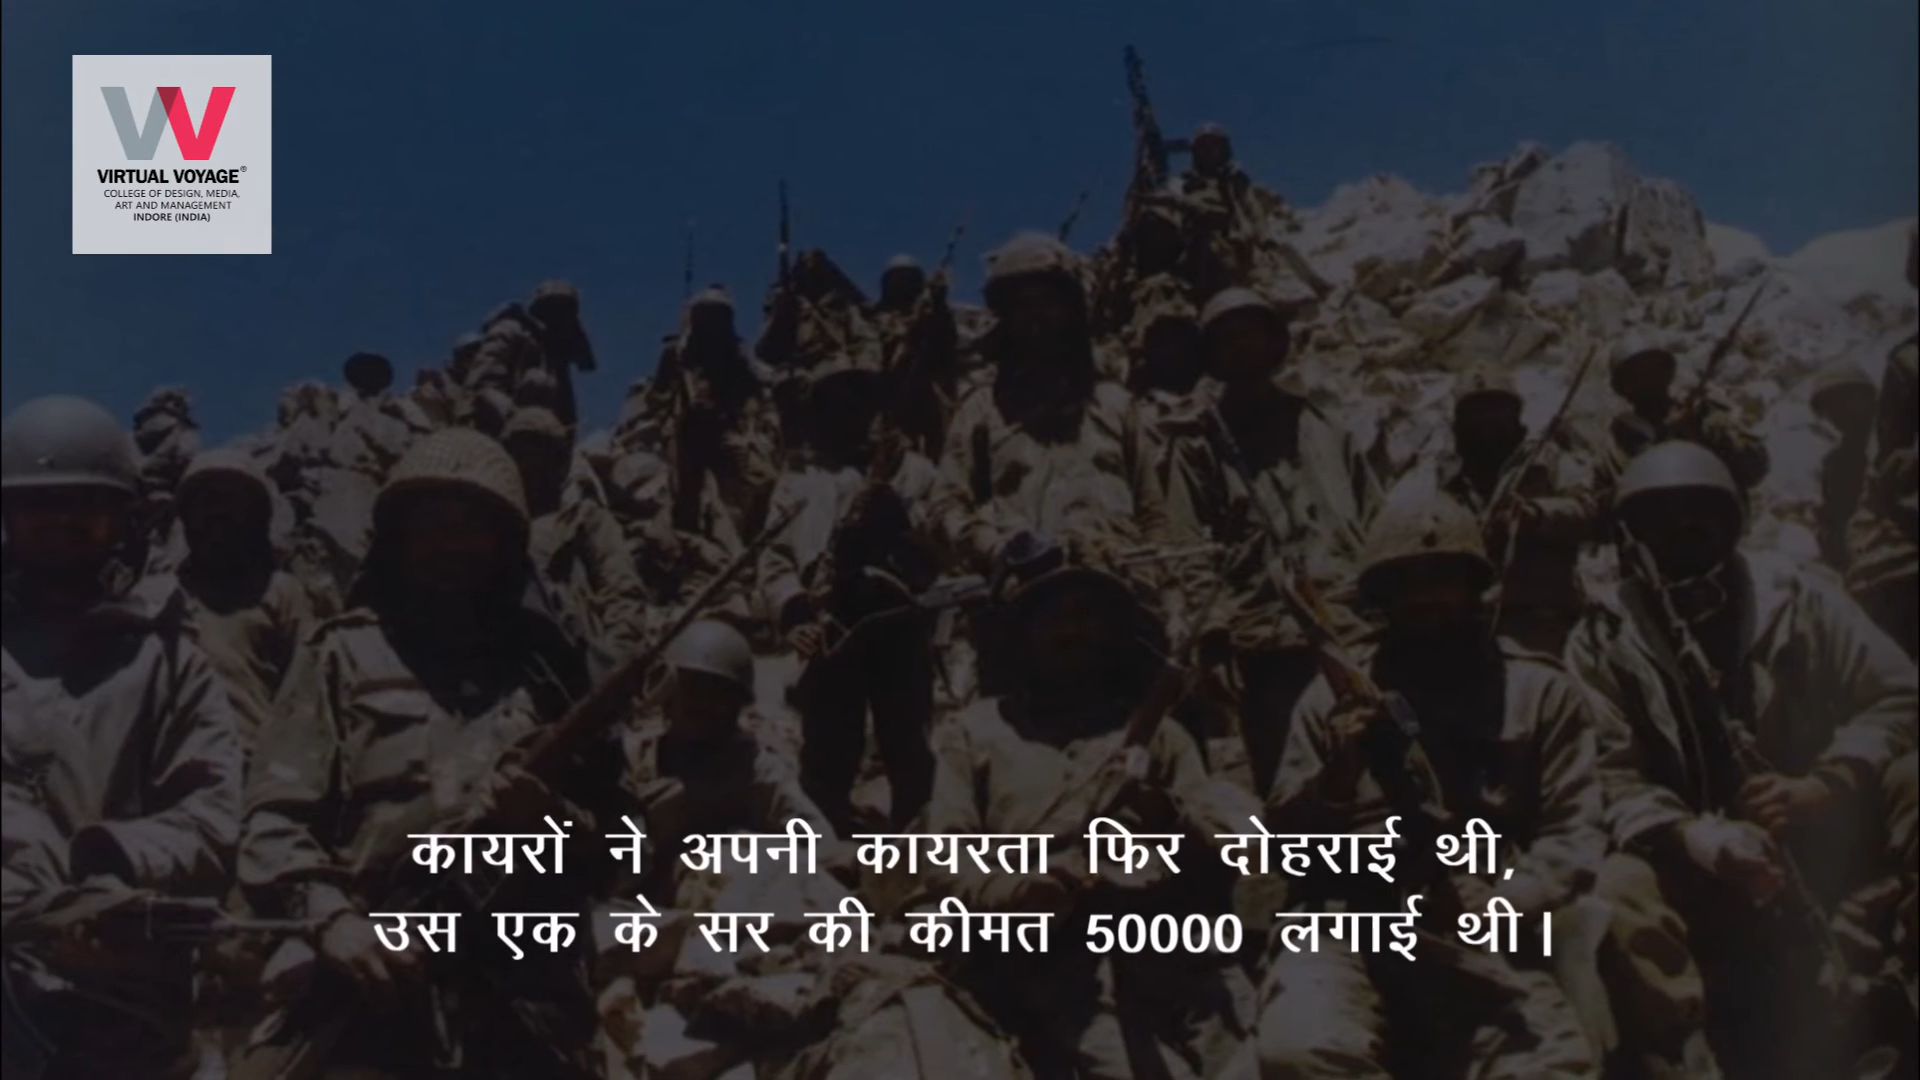 VIRTUAL VOYAGE®
COLLEGE OF DESIGN, MEDIA,
ART AND MANAGEMENT
INDORE (INDIA)
कायरों ने अपनी कायरता फिर दोहराई थी,
उस एक के सर की कीमत 50000 लगाई थी।